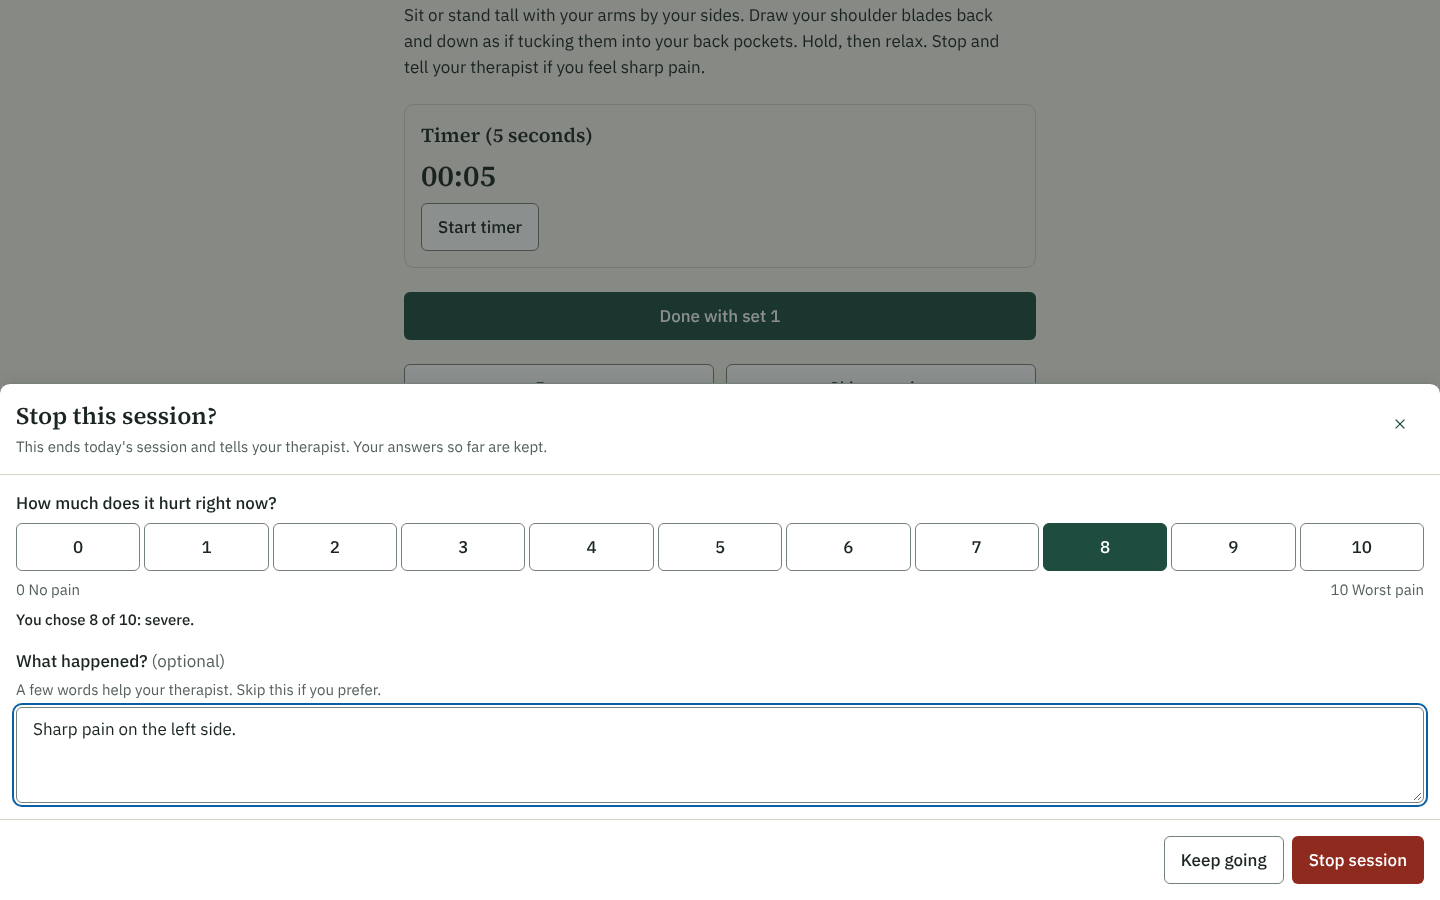 Sit or stand tall with your arms by your sides. Draw your shoulder blades back
and down as if tucking them into your back pockets. Hold, then relax. Stop and
tell your therapist if you feel sharp pain.
Timer (5 seconds)
00:05
Start timer
Done with set 1
Stop this session?
This ends today's session and tells your therapist. Your answers so far are kept.
How much does it hurt right now?
0 1 2 3 4 5 6 7 8 9 10
0 No pain 10 Worst pain
You chose 8 of 10: severe.
What happened? (optional)
A few words help your therapist. Skip this if you prefer.
Sharp pain on the left side.
Keep going Stop session